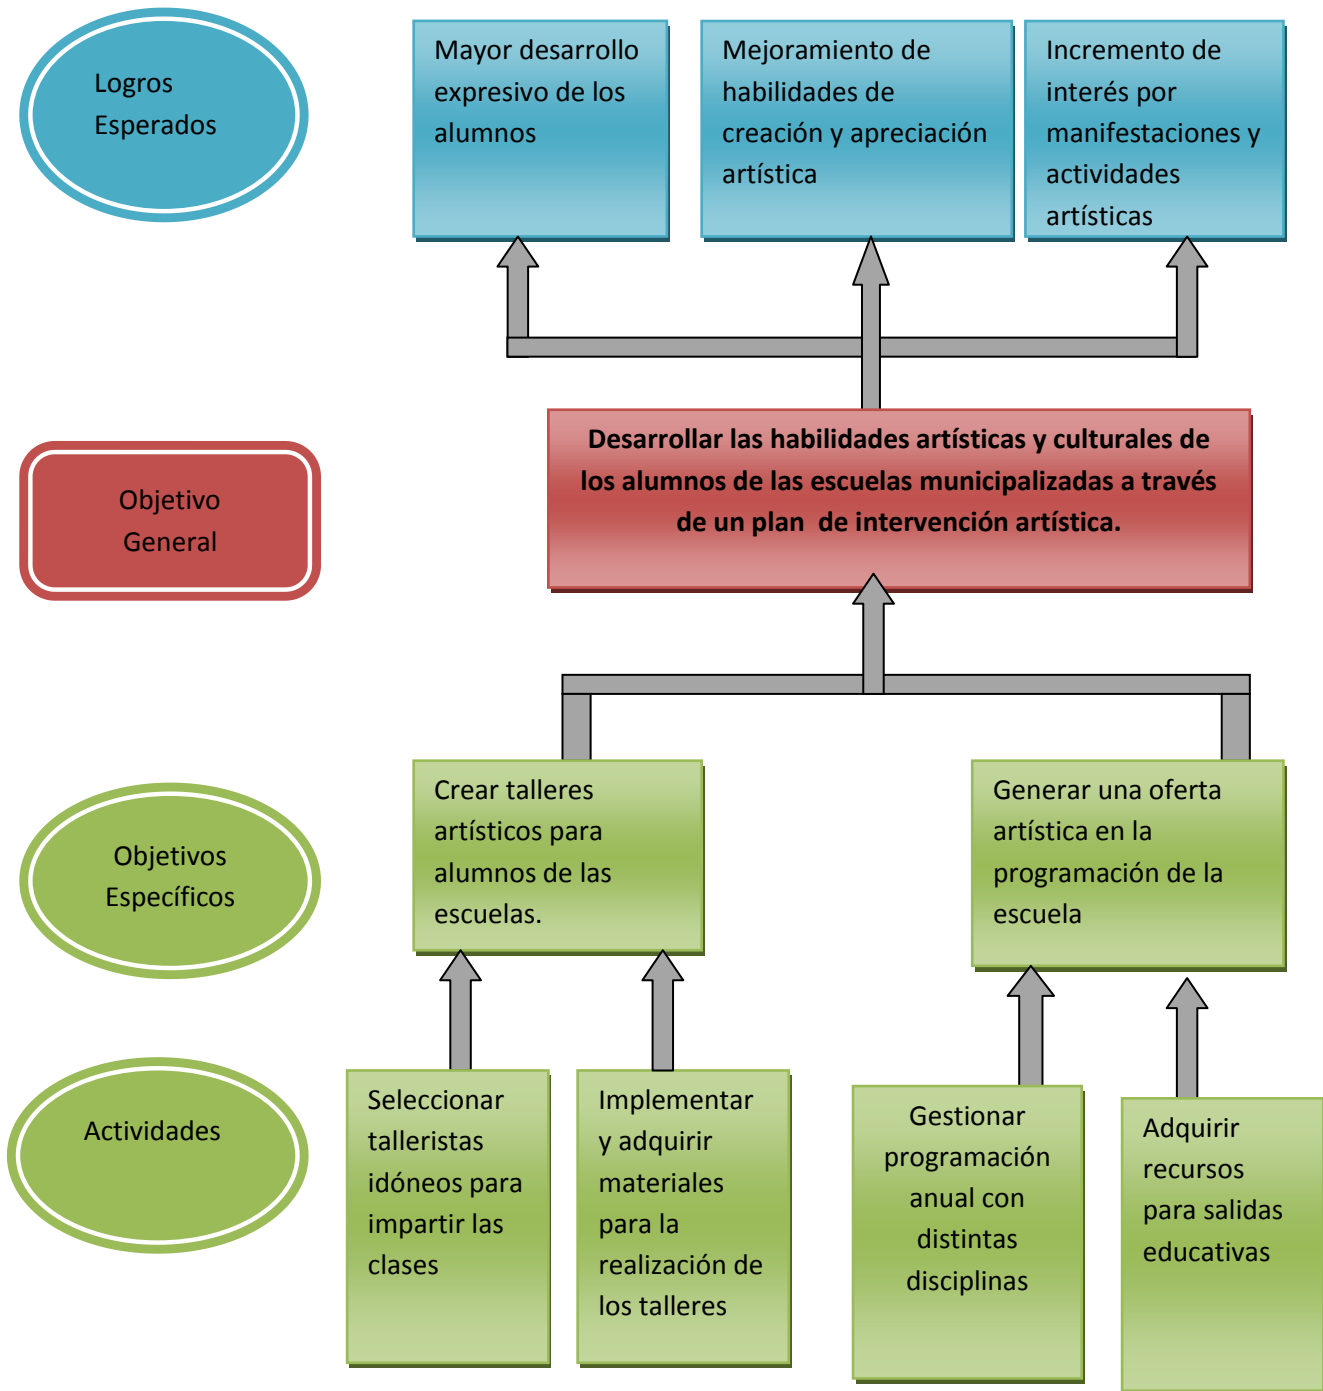 Logros
Esperados
Mayor desarrollo
expresivo de los
alumnos
Mejoramiento de
habilidades de
creación y apreciación
artística
Incremento de
interés por
manifestaciones y
actividades
artísticas
Objetivo
General
Desarrollar las habilidades artísticas y culturales de
los alumnos de las escuelas municipalizadas a través
de un plan  de intervención artística.
Objetivos
Específicos
Crear talleres
artísticos para
alumnos de las
escuelas.
Generar una oferta
artística en la
programación de la
escuela
Actividades
Seleccionar
talleristas
idóneos para
impartir las
clases
Implementar
y adquirir
materiales
para la
realización de
los talleres
Gestionar
programación
anual con
distintas
disciplinas
Adquirir
recursos
para salidas
educativas